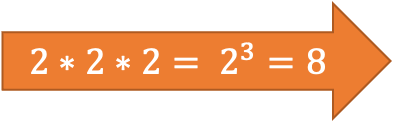 2 ∗ 2 ∗ 2 = 2³ = 8